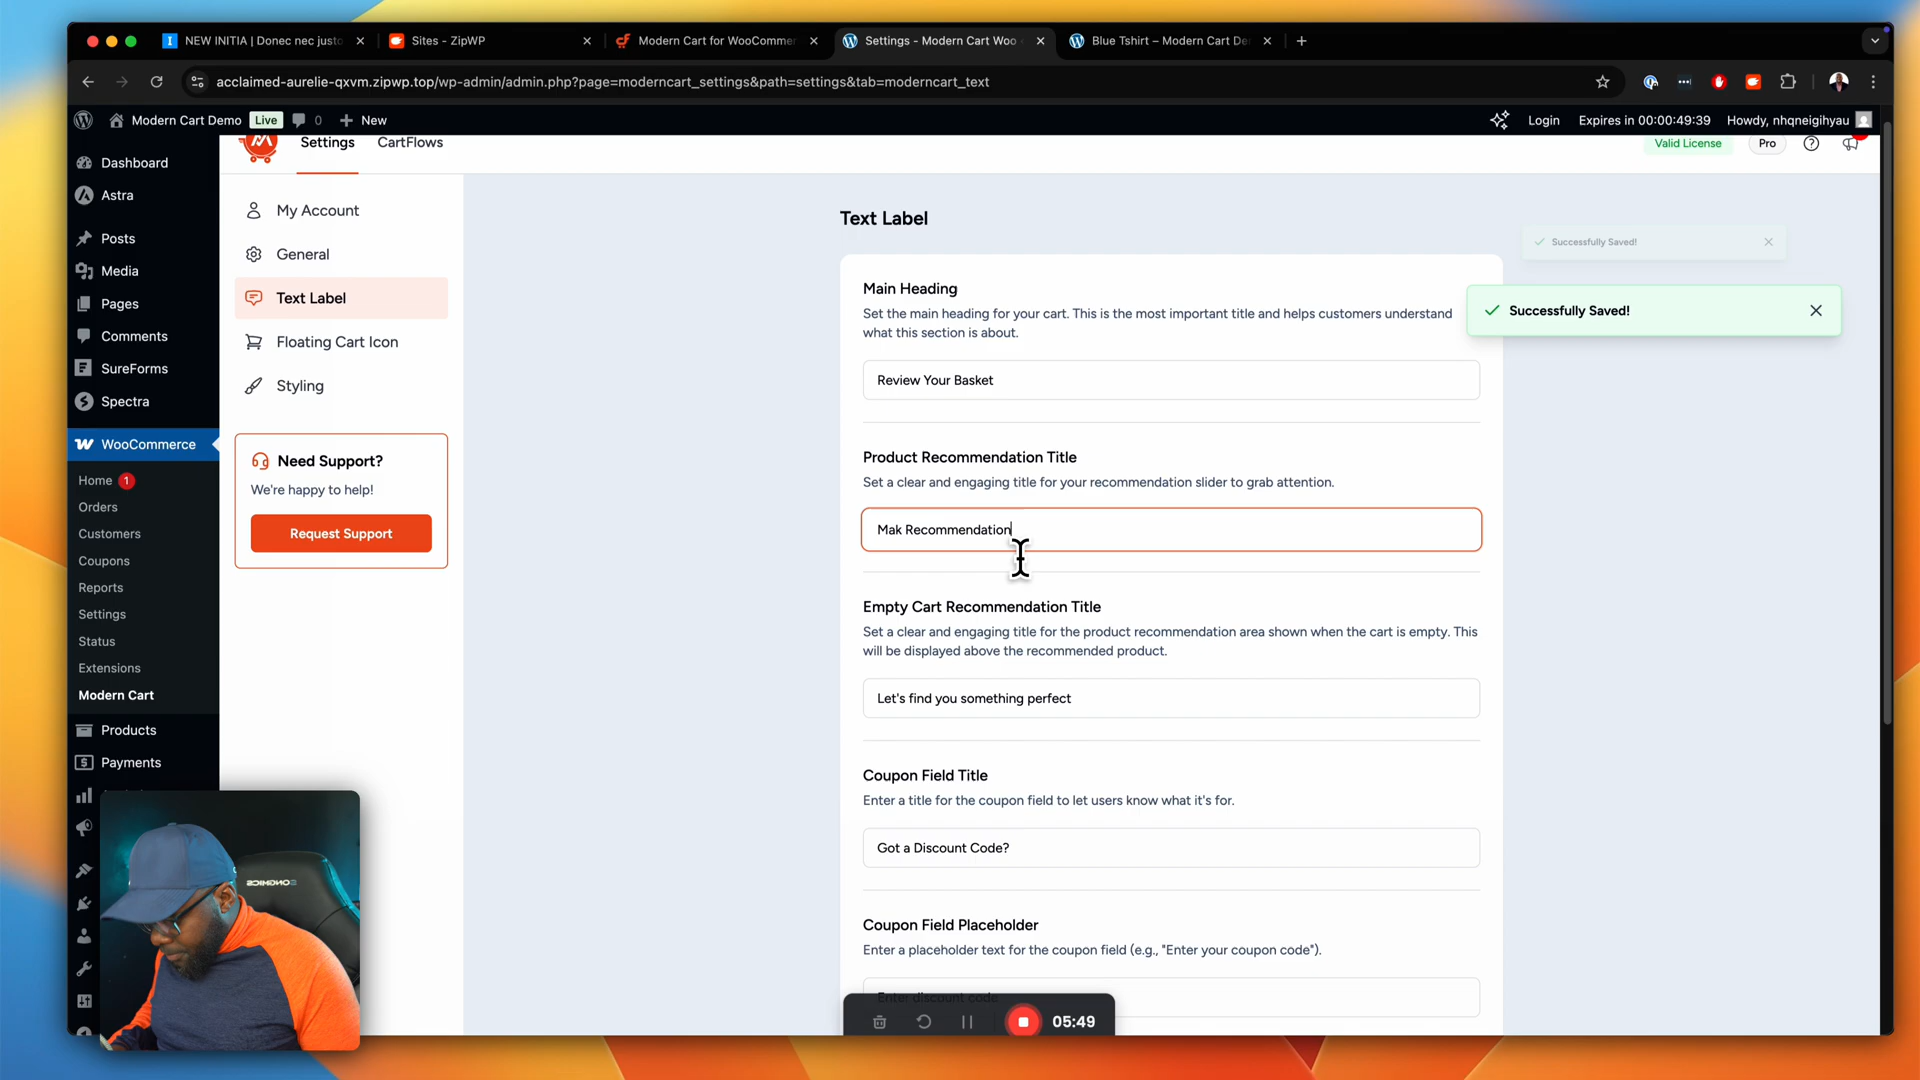 NEW INITIA | Donec nec justo
Sites - ZipWP
Modern Cart for WooCommer
Settings - Modern Cart Woo
Blue Tshirt – Modern Cart De
acclaimed-aurelie-qxvm.zipwp.top/wp-admin/admin.php?page=moderncart_settings&path=settings&tab=moderncart_text
Modern Cart Demo
Live
0
New
Login
Expires in 00:00:49:39
Howdy, nhqneigihyau
Dashboard
Astra
Posts
Media
Pages
Comments
SureForms
Spectra
WooCommerce
Home 1
Orders
Customers
Coupons
Reports
Settings
Status
Extensions
Modern Cart
Products
Payments
Settings
CartFlows
Valid License
Pro
My Account
General
Text Label
Floating Cart Icon
Styling
Need Support?
We're happy to help!
Request Support
Text Label
Main Heading
Set the main heading for your cart. This is the most important title and helps customers understand
what this section is about.
Review Your Basket
Product Recommendation Title
Set a clear and engaging title for your recommendation slider to grab attention.
Mak Recommendation
Empty Cart Recommendation Title
Set a clear and engaging title for the product recommendation area shown when the cart is empty. This
will be displayed above the recommended product.
Let's find you something perfect
Coupon Field Title
Enter a title for the coupon field to let users know what it's for.
Got a Discount Code?
Coupon Field Placeholder
Enter a placeholder text for the coupon field (e.g., "Enter your coupon code").
Enter discount code
05:49
Successfully Saved!
Successfully Saved!